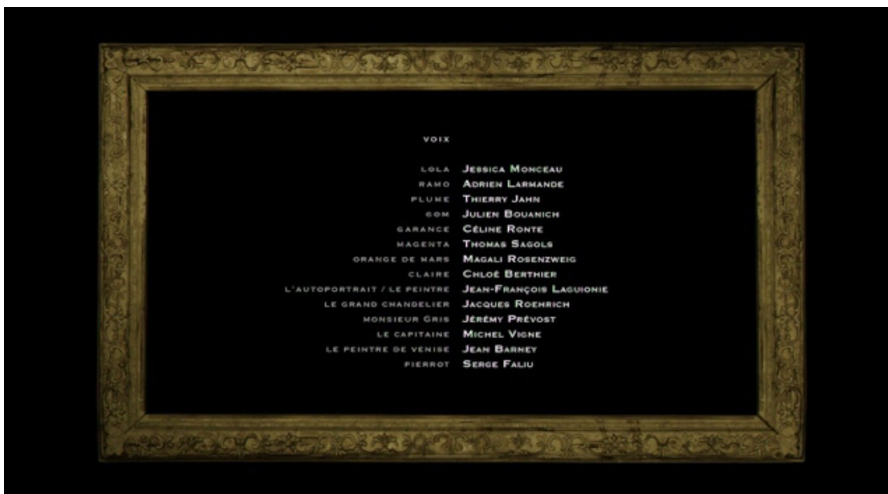 VOIX
LOLA JESSICA MONCEAU
RAMO ADRIEN LARMANDE
PLUME THIERRY JAHN
GOM JULIEN BOUANICH
GARANCE CÉLINE RONTE
MAGENTA THOMAS SAGOLS
ORANGE DE MARS MAGALI ROSENZWEIG
CLAIRE CHLOÉ BERTHIER
L'AUTOPORTRAIT / LE PEINTRE JEAN-FRANÇOIS LAGUIONIE
LE GRAND CHANDELIER JACQUES ROEHRICH
MONSIEUR GRIS JÉRÉMY PRÉVOST
LE CAPITAINE MICHEL VIGNE
LE PEINTRE DE VENISE JEAN BARNEY
PIERROT SERGE FALIU